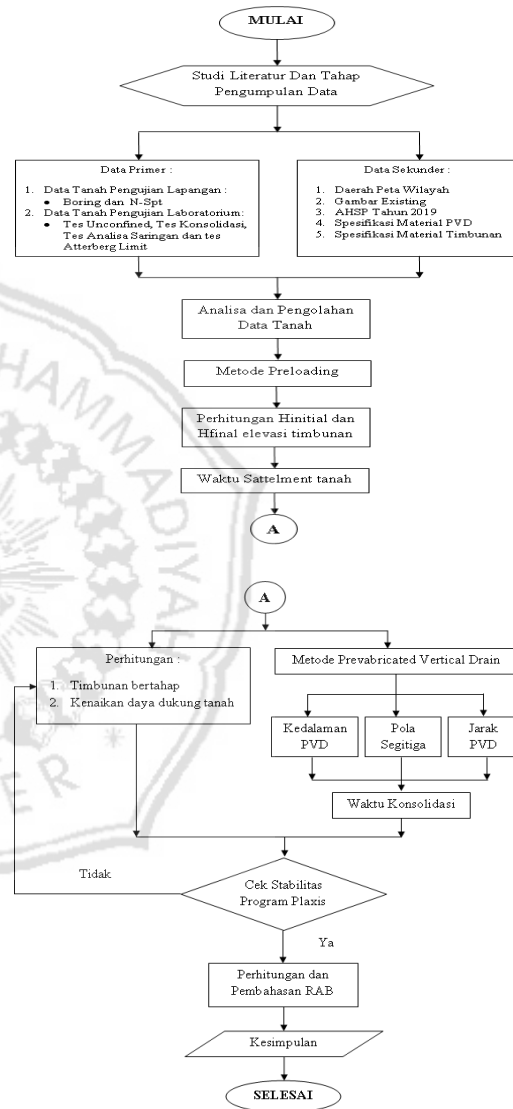 MULAI
Studi Literatur Dan Tahap
Pengumpulan Data
Data Primer :
1. Data Tanah Pengujian Lapangan :
• Boring dan N-Spt
2. Data Tanah Pengujian Laboratorium:
• Tes Unconfined, Tes Konsolidasi,
Tes Analisa Saringan dan tes
Atterberg Limit
Data Sekunder :
1. Daerah Peta Wilayah
2. Gambar Existing
3. AHSP Tahun 2019
4. Spesifikasi Material PVD
5. Spesifikasi Material Timbunan
Analisa dan Pengolahan
Data Tanah
Metode Preloading
Perhitungan Hinitial dan
Hfinal elevasi timbunan
Waktu Sattelment tanah
A
A
Perhitungan :
1. Timbunan bertahap
2. Kenaikan daya dukung tanah
Metode Prevabricated Vertical Drain
Kedalaman
PVD
Pola
Segitiga
Jarak
PVD
Waktu Konsolidasi
Tidak
Cek Stabilitas
Program Plaxis
Ya
Perhitungan dan
Pembahasan RAB
Kesimpulan
SELESAI
HAMMADIYAH
ER